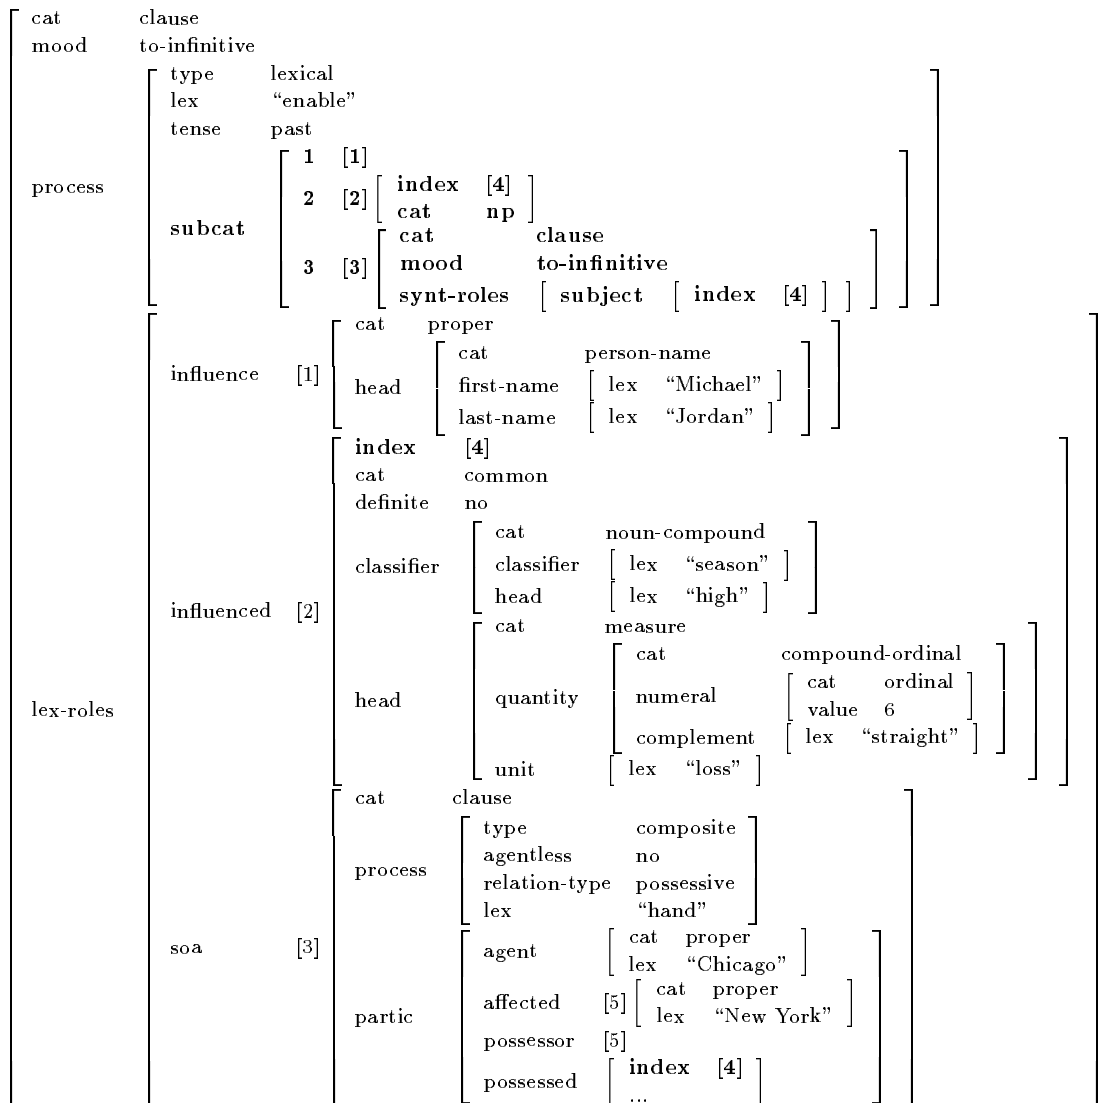 cat clause
mood to-infinitive
process
type lexical
lex “enable”
tense past
subcat
1 [1]
2 [2] index [4]
cat np
3 [3] cat clause
mood to-infinitive
synt-roles [ subject [ index [4] ] ]
lex-roles
influence [1]
cat proper
head
cat person-name
first-name [ lex “Michael” ]
last-name [ lex “Jordan” ]
influenced [2]
index [4]
cat common
definite no
classifier
cat noun-compound
classifier [ lex “season” ]
head [ lex “high” ]
head
cat measure
quantity
cat compound-ordinal
numeral
cat ordinal
value 6
complement [ lex “straight” ]
unit [ lex “loss” ]
soa [3]
cat clause
process
type composite
agentless no
relation-type possessive
lex “hand”
partic
agent
cat proper
lex “Chicago”
affected [5]
cat proper
lex “New York”
possessor [5]
possessed
index [4]
...